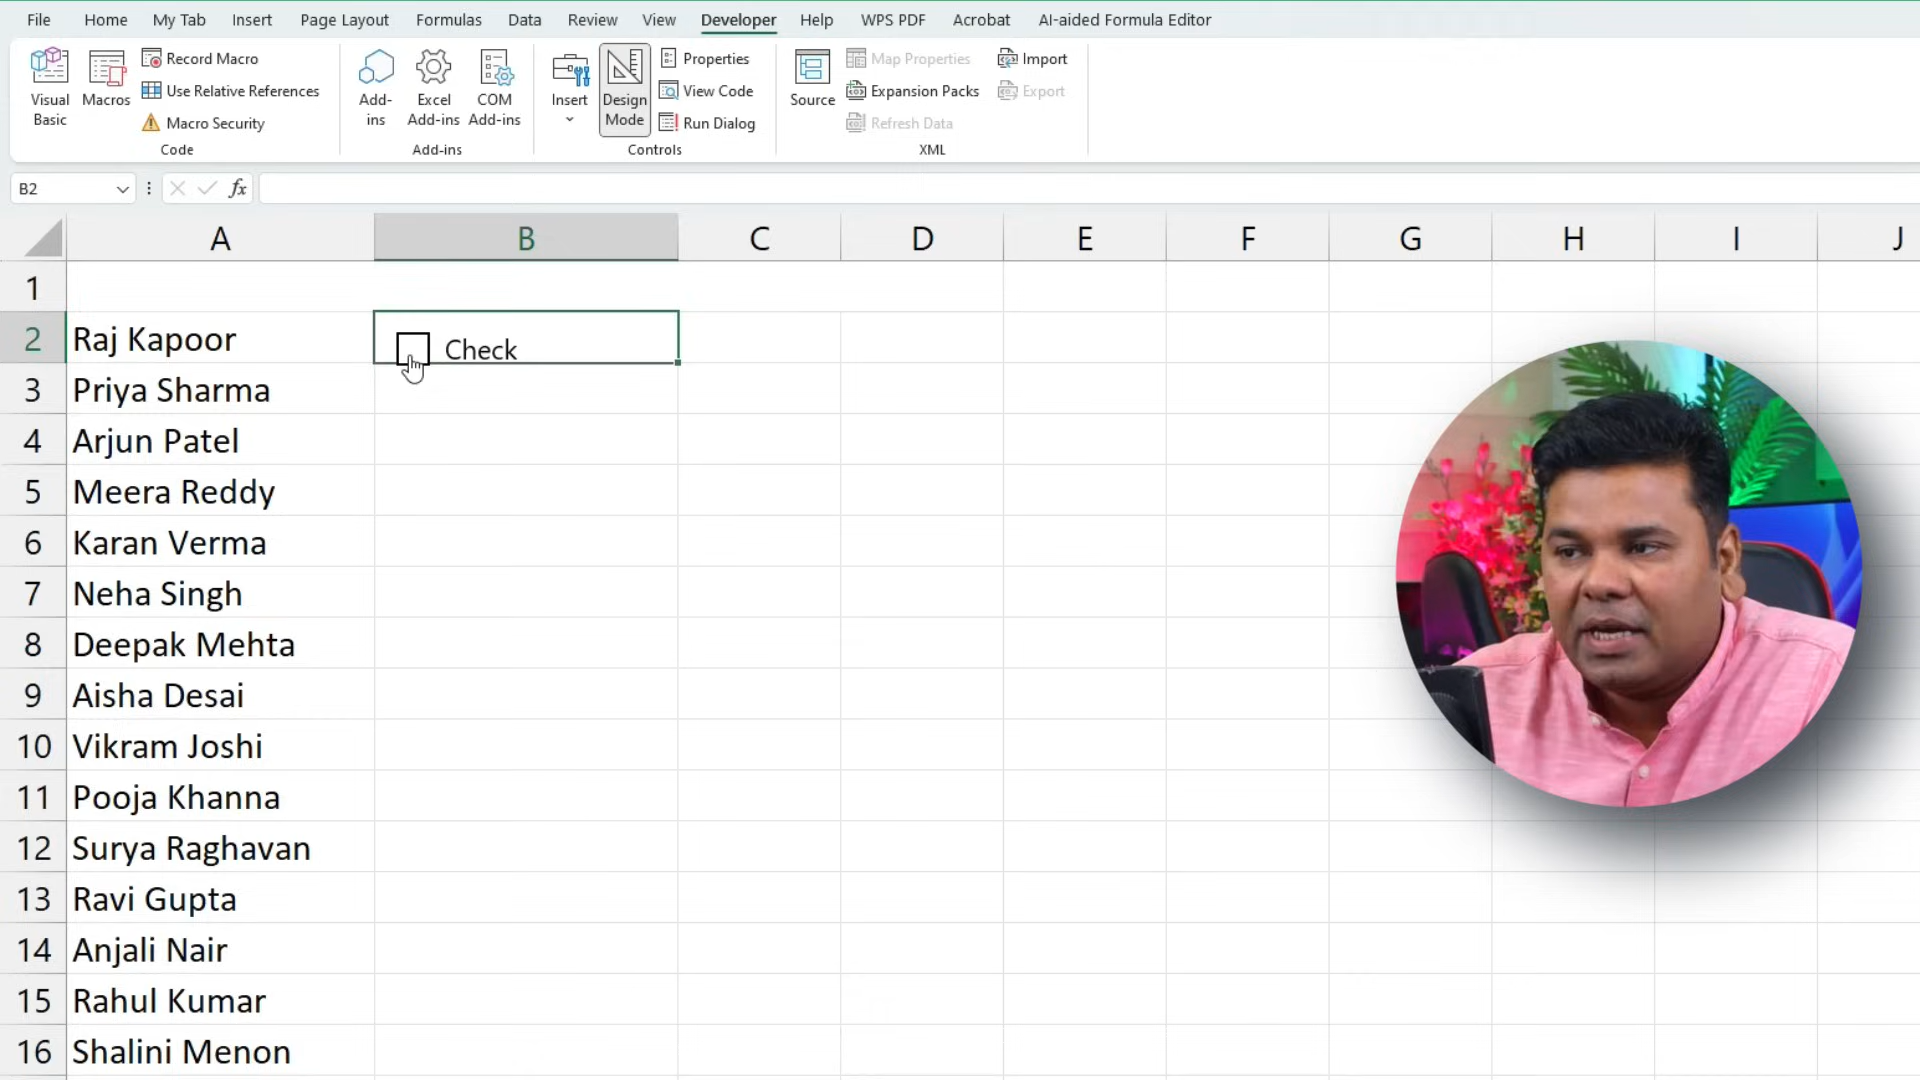 File Home My Tab Insert Page Layout Formulas Data Review View Developer Help WPS PDF Acrobat AI-aided Formula Editor
Visual Basic
Macros
Record Macro
Use Relative References
Macro Security
Code
Add-ins
Excel Add-ins
COM Add-ins
Add-ins
Insert
Design Mode
Properties
View Code
Run Dialog
Controls
Source
Map Properties
Expansion Packs
Refresh Data
Import
Export
XML
B2 fx
A B C D E F G H I J
1
2 Raj Kapoor Check
3 Priya Sharma
4 Arjun Patel
5 Meera Reddy
6 Karan Verma
7 Neha Singh
8 Deepak Mehta
9 Aisha Desai
10 Vikram Joshi
11 Pooja Khanna
12 Surya Raghavan
13 Ravi Gupta
14 Anjali Nair
15 Rahul Kumar
16 Shalini Menon